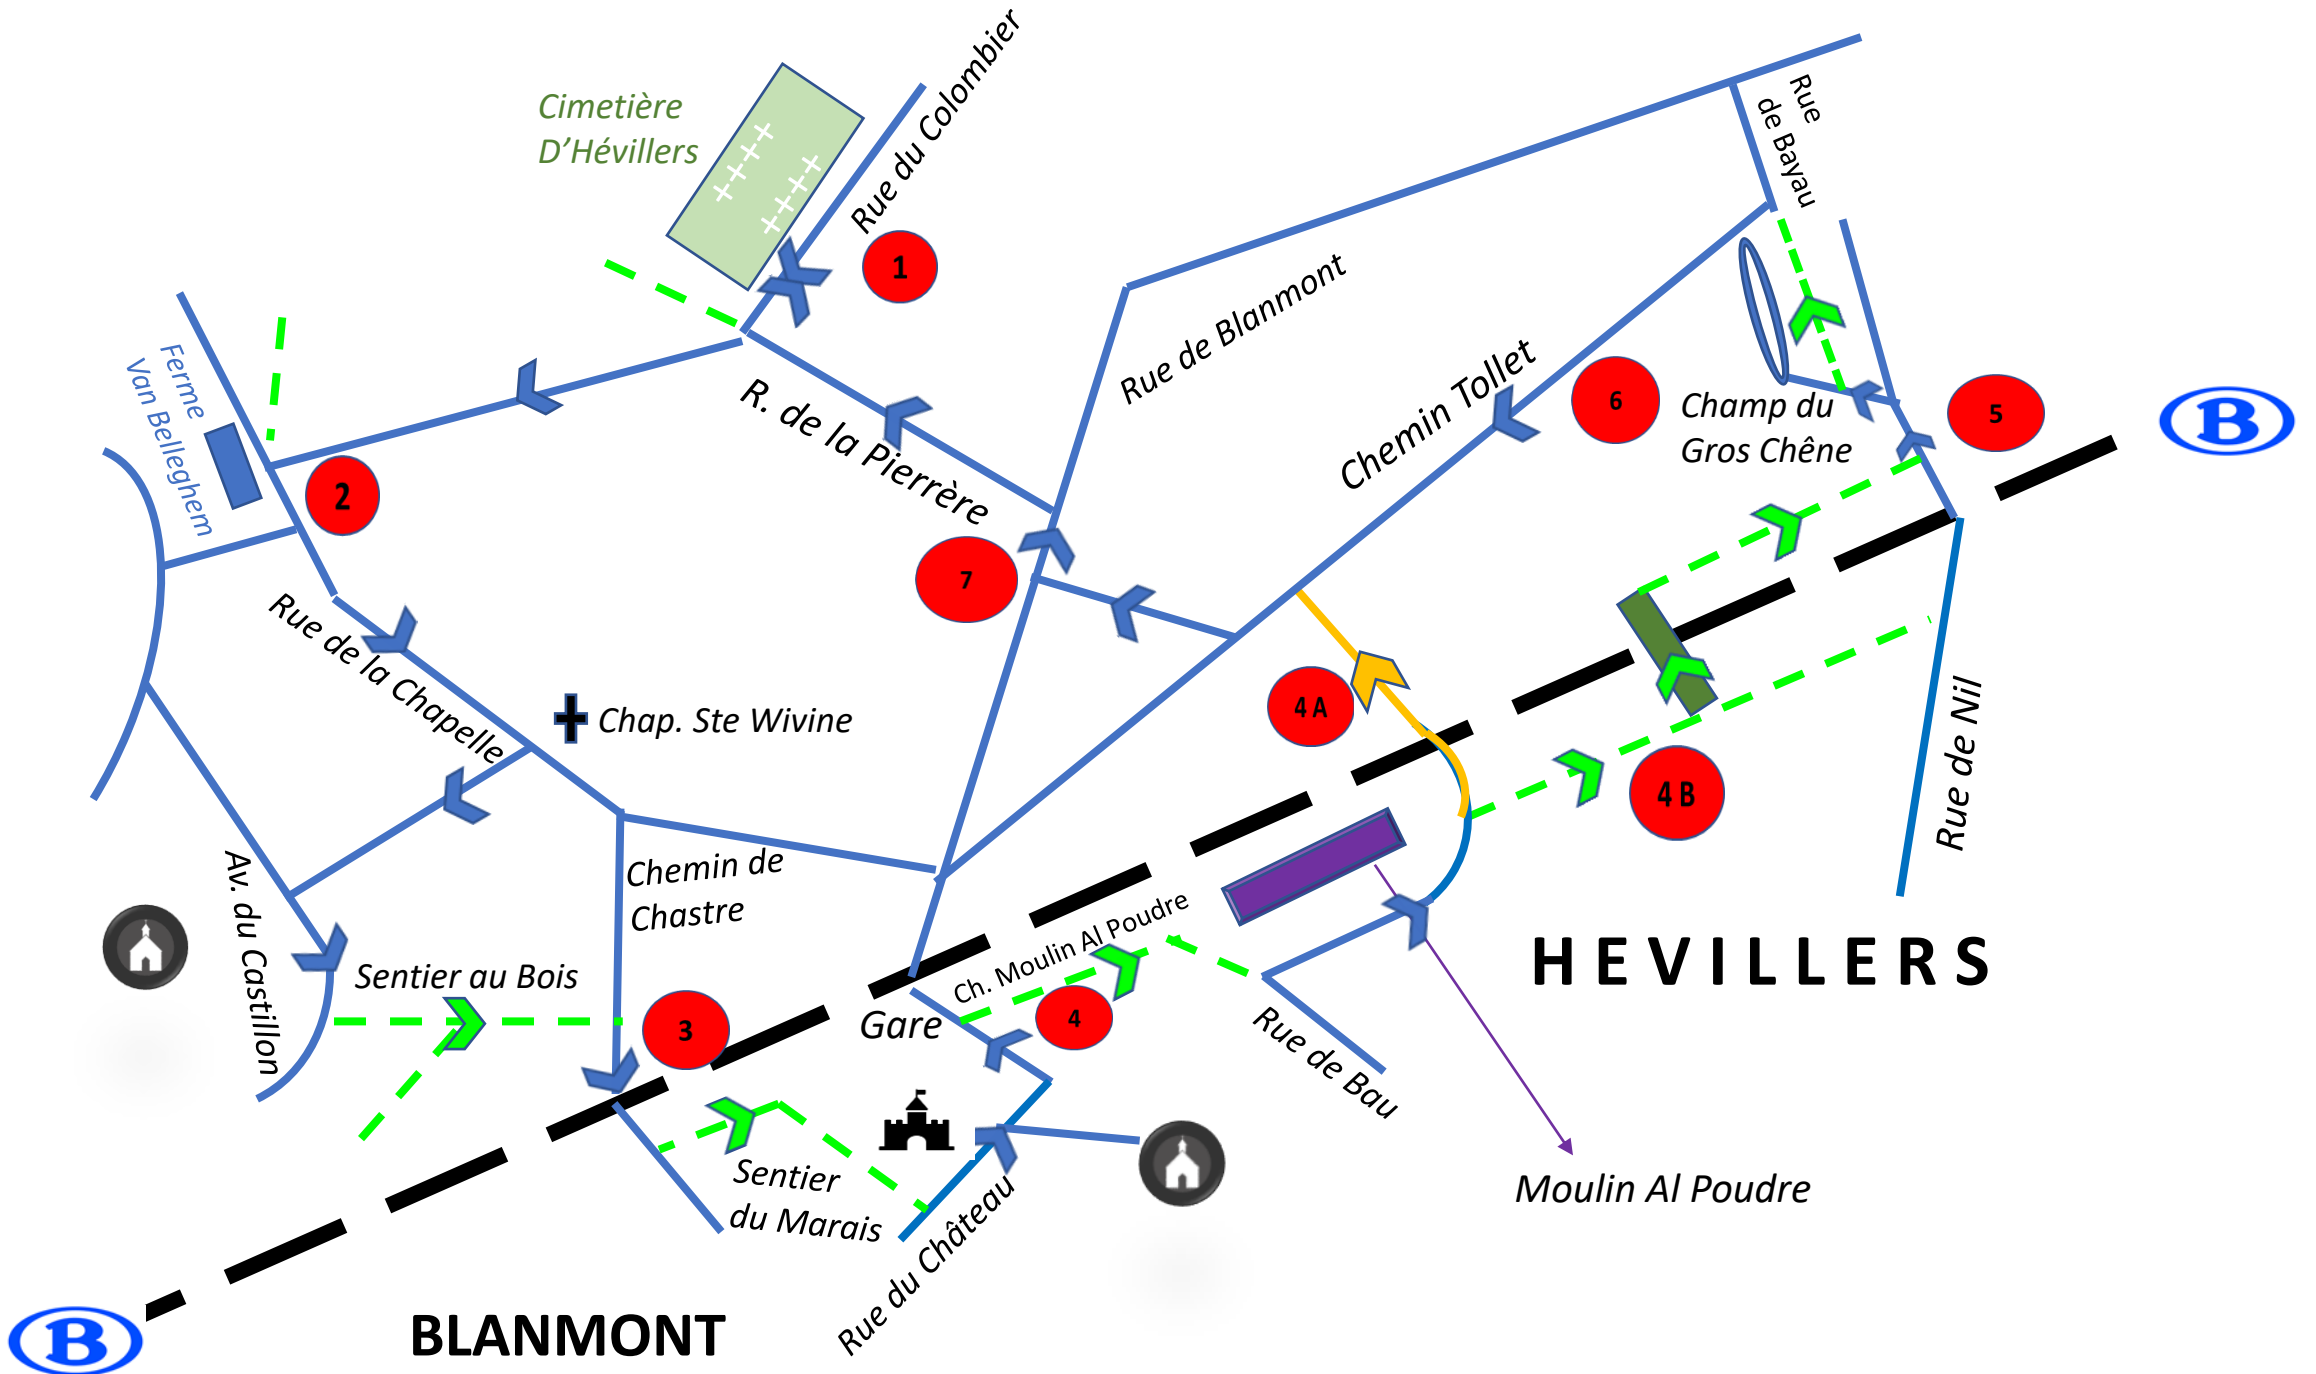 Cimetière
D'Hévillers
Rue du Colombier
1
Rue
de Bayau
Ferme
Van Belleghem
2
R. de la Pierrère
Rue de Blanmont
Chemin Tollet
6
Champ du
Gros Chêne
5
B
7
Rue de la Chapelle
Chap. Ste Wivine
4 A
4 B
Rue de Nil
Av. du Castillon
Chemin de
Chastre
Ch. Moulin Al Poudre
HEVILLERS
Sentier au Bois
3
Gare
4
Rue de Bau
Sentier
du Marais
Rue du Château
Moulin Al Poudre
BLANMONT
B